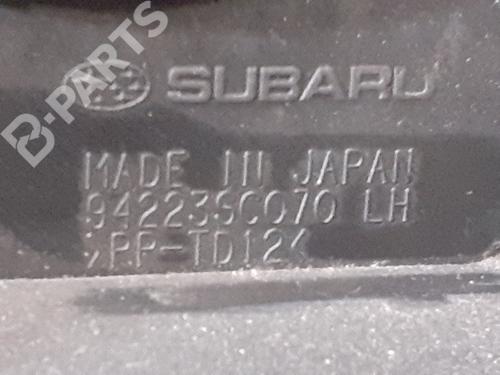 B-PARTS
SUBARU
MADE IN JAPAN
94223SC070 LH
>PP-TD12<